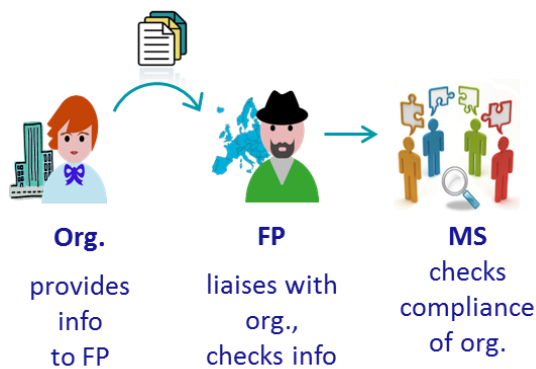 Org.
provides
info
to FP
FP
liaises with
org.,
checks info
MS
checks
compliance
of org.